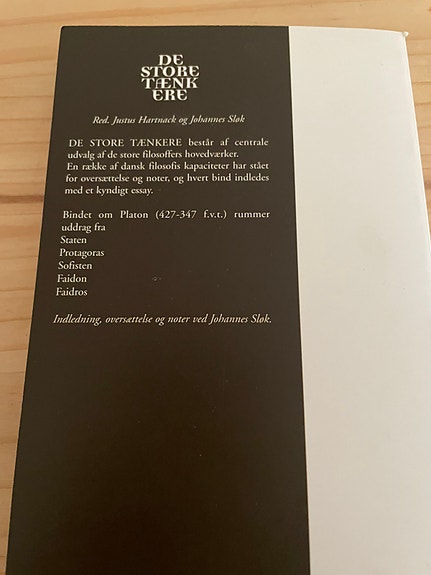 DE
STORE
TÆNK
ERE
Red. Justus Hartnack og Johannes Sløk
DE STORE TÆNKERE består af centrale
udvalg af de store filosoffers hovedværker.
En række af dansk filosofis kapaciteter har stået
for oversættelse og noter, og hvert bind indledes
med et kyndigt essay.
Bindet om Platon (427-347 f.v.t.) rummer
uddrag fra
Staten
Protagoras
Sofisten
Faidon
Faidros
Indledning, oversættelse og noter ved Johannes Sløk.